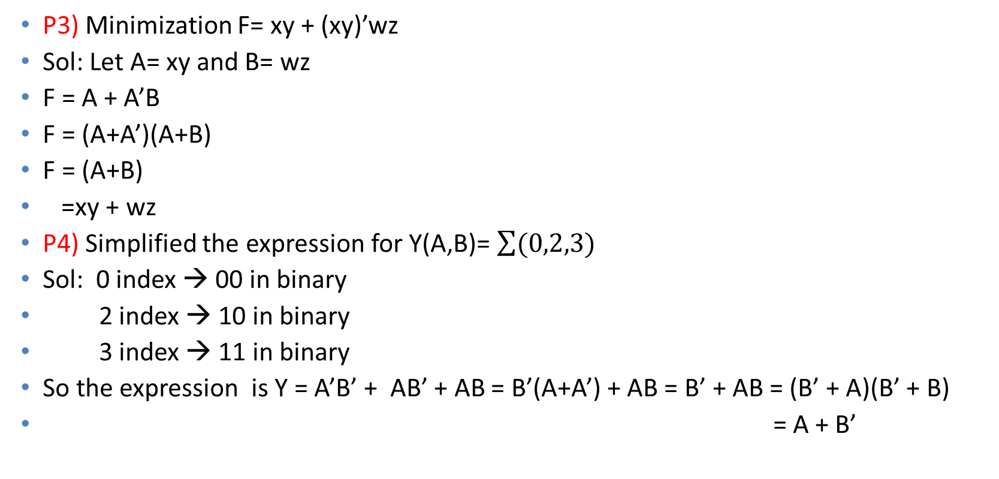 • P3) Minimization F= xy + (xy)’wz
• Sol: Let A= xy and B= wz
• F = A + A’B
• F = (A+A’)(A+B)
• F = (A+B)
• =xy + wz
• P4) Simplified the expression for Y(A,B)= ∑(0,2,3)
• Sol: 0 index → 00 in binary
• 2 index → 10 in binary
• 3 index → 11 in binary
• So the expression is Y = A’B’ + AB’ + AB = B’(A+A’) + AB = B’ + AB = (B’ + A)(B’ + B)
• = A + B’